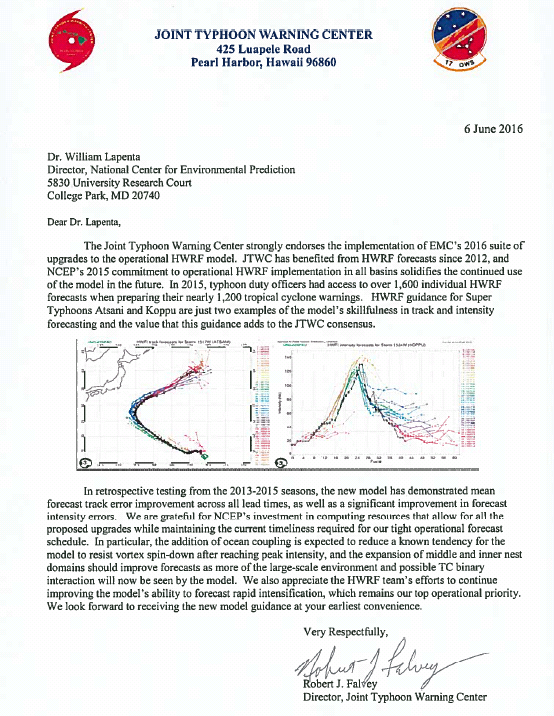 JOINT TYPHOON WARNING CENTER
425 Luapele Road
Pearl Harbor, Hawaii 96860
17 OWS
6 June 2016
Dr. William Lapenta
Director, National Center for Environmental Prediction
5830 University Research Court
College Park, MD 20740
Dear Dr. Lapenta,
The Joint Typhoon Warning Center strongly endorses the implementation of EMC's 2016 suite of
upgrades to the operational HWRF model. JTWC has benefited from HWRF forecasts since 2012, and
NCEP's 2015 commitment to operational HWRF implementation in all basins solidifies the continued use
of the model in the future. In 2015, typhoon duty officers had access to over 1,600 individual HWRF
forecasts when preparing their nearly 1,200 tropical cyclone warnings. HWRF guidance for Super
Typhoons Atsani and Koppu are just two examples of the model's skillfulness in track and intensity
forecasting and the value that this guidance adds to the JTWC consensus.
In retrospective testing from the 2013-2015 seasons, the new model has demonstrated mean
forecast track error improvement across all lead times, as well as a significant improvement in forecast
intensity errors. We are grateful for NCEP's investment in computing resources that allow for all the
proposed upgrades while maintaining the current timeliness required for our tight operational forecast
schedule. In particular, the addition of ocean coupling is expected to reduce a known tendency for the
model to resist vortex spin-down after reaching peak intensity, and the expansion of middle and inner nest
domains should improve forecasts as more of the large-scale environment and possible TC binary
interaction will now be seen by the model. We also appreciate the HWRF team's efforts to continue
improving the model's ability to forecast rapid intensification, which remains our top operational priority.
We look forward to receiving the new model guidance at your earliest convenience.
Very Respectfully,
Robert J Falvey
Robert J. Falvey
Director, Joint Typhoon Warning Center